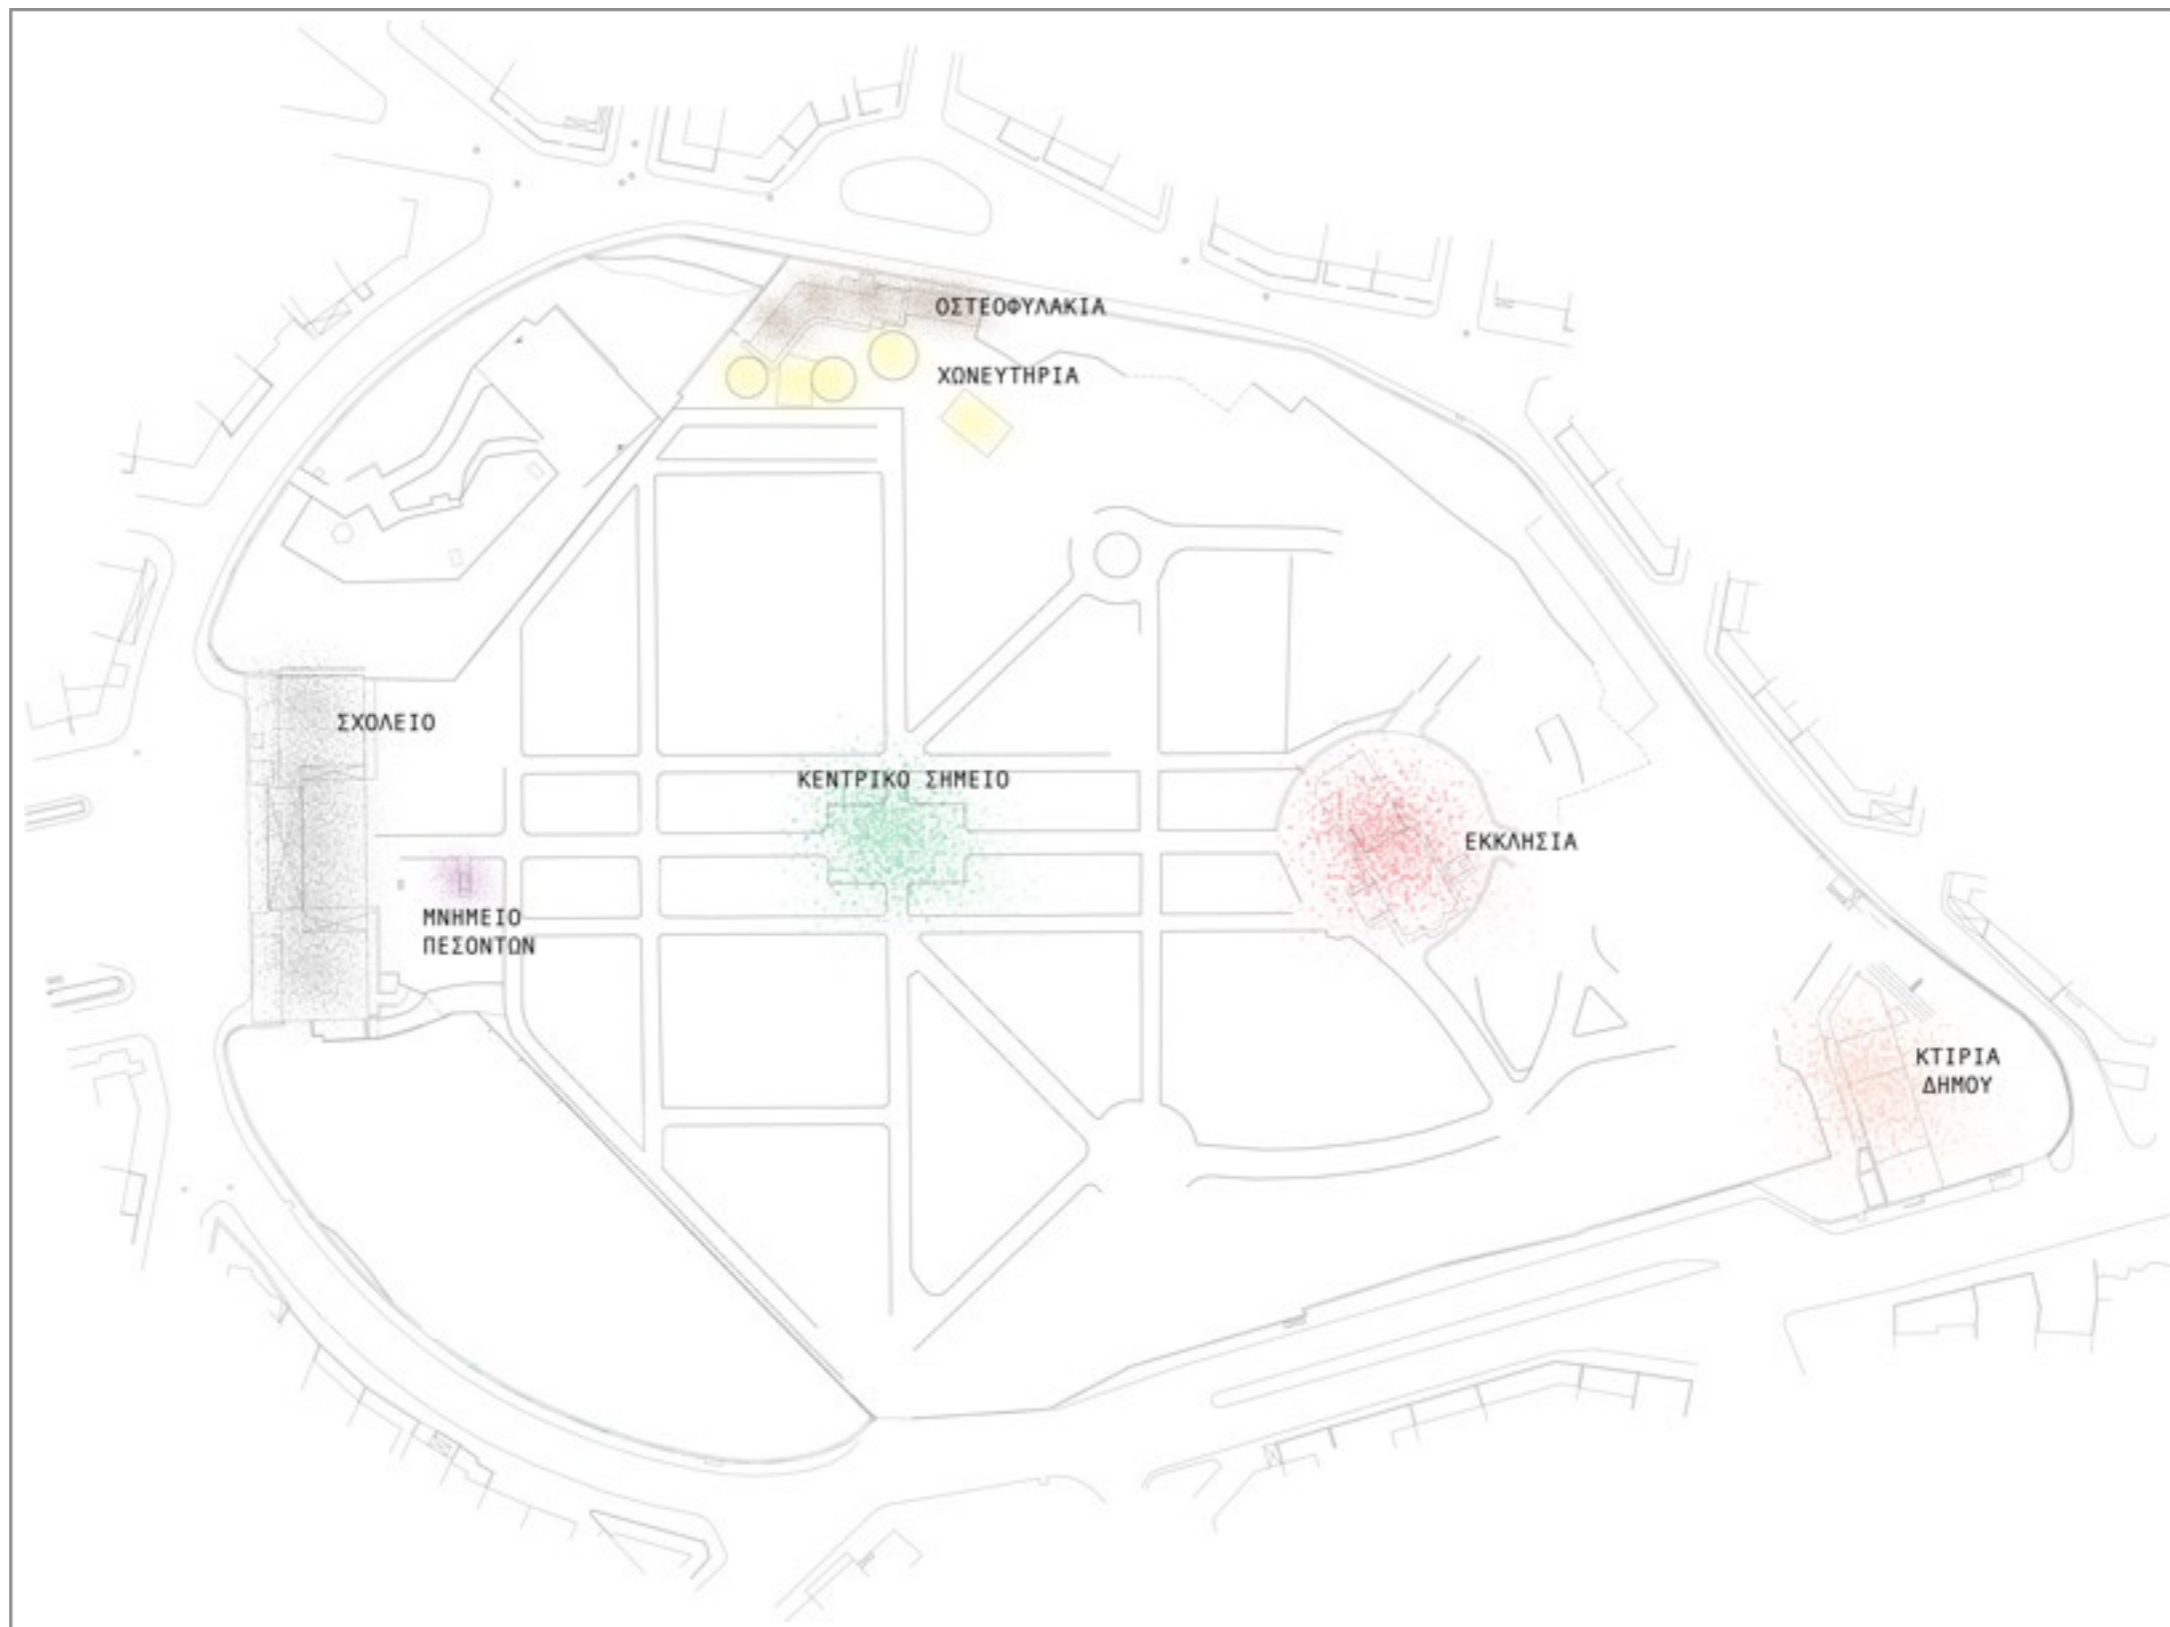 ΟΣΤΕΟΦΥΛΑΚΙΑ
ΧΩΝΕΥΤΗΡΙΑ
ΣΧΟΛΕΙΟ
ΚΕΝΤΡΙΚΟ ΣΗΜΕΙΟ
ΕΚΚΛΗΣΙΑ
ΜΝΗΜΕΙΟ
ΠΕΣΟΝΤΩΝ
ΚΤΙΡΙΑ
ΔΗΜΟΥ